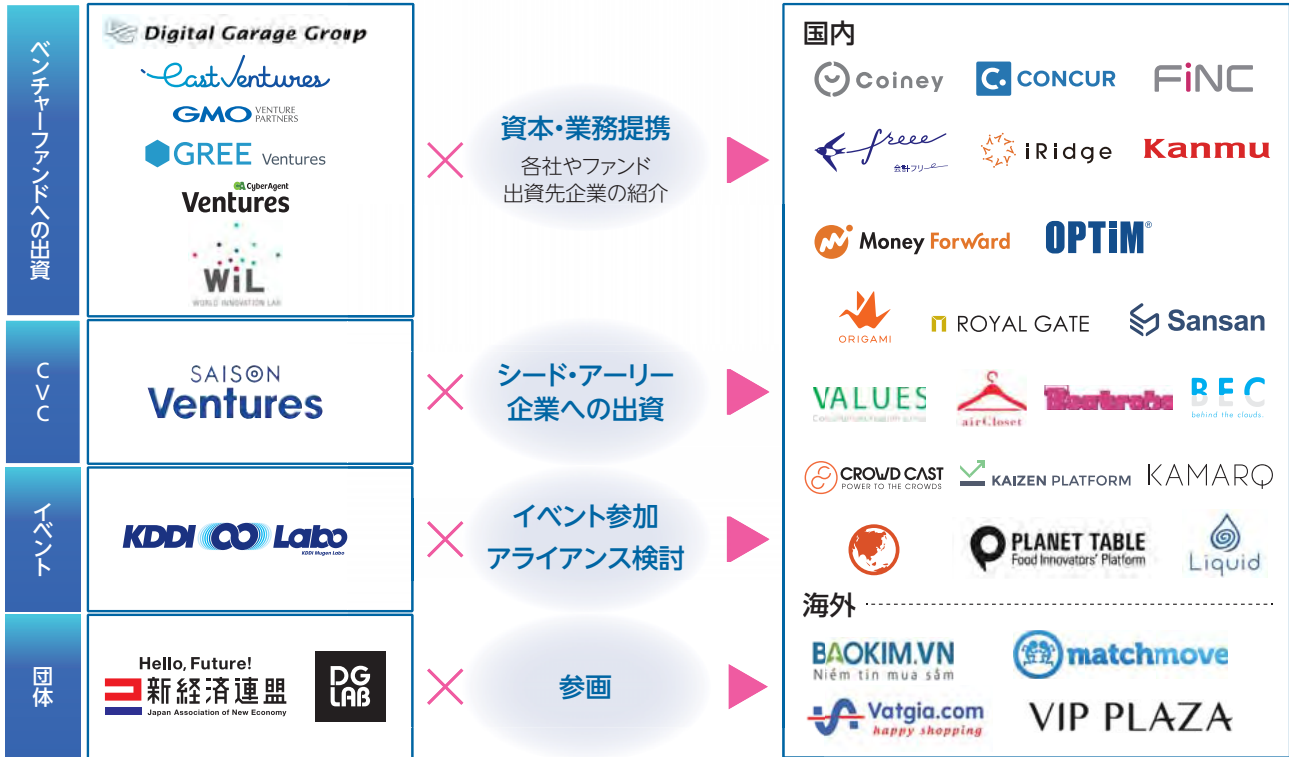 ベンチャーファンドへの出資
Digital Garage Group
East Ventures
GMO VENTURE PARTNERS
GREE Ventures
CyberAgent
Ventures
WiL
WORLD INNOVATION LAB
資本・業務提携
各社やファンド
出資先企業の紹介
CVC
SAISON
Ventures
シード・アーリー
企業への出資
イベント
KDDI ∞ Labo
KDDI Mugen Labo
イベント参加
アライアンス検討
団体
Hello, Future!
新経済連盟
Japan Association of New Economy
DG
LAB
参画
国内
Coiney
C. CONCUR
FiNC
freee
会計フリー
iRidge
Kanmu
Money Forward
OPTiM®
ORIGAMI
ROYAL GATE
Sansan
VALUES
airCloset
BEC
behind the clouds.
CROWD CAST
POWER TO THE CROWDS
KAIZEN PLATFORM
KAMARQ
PLANET TABLE
Food Innovators' Platform
Liquid
海外
BAOKIM.VN
Niềm tin mua sắm
matchmove
Vatgia.com
happy shopping
VIP PLAZA